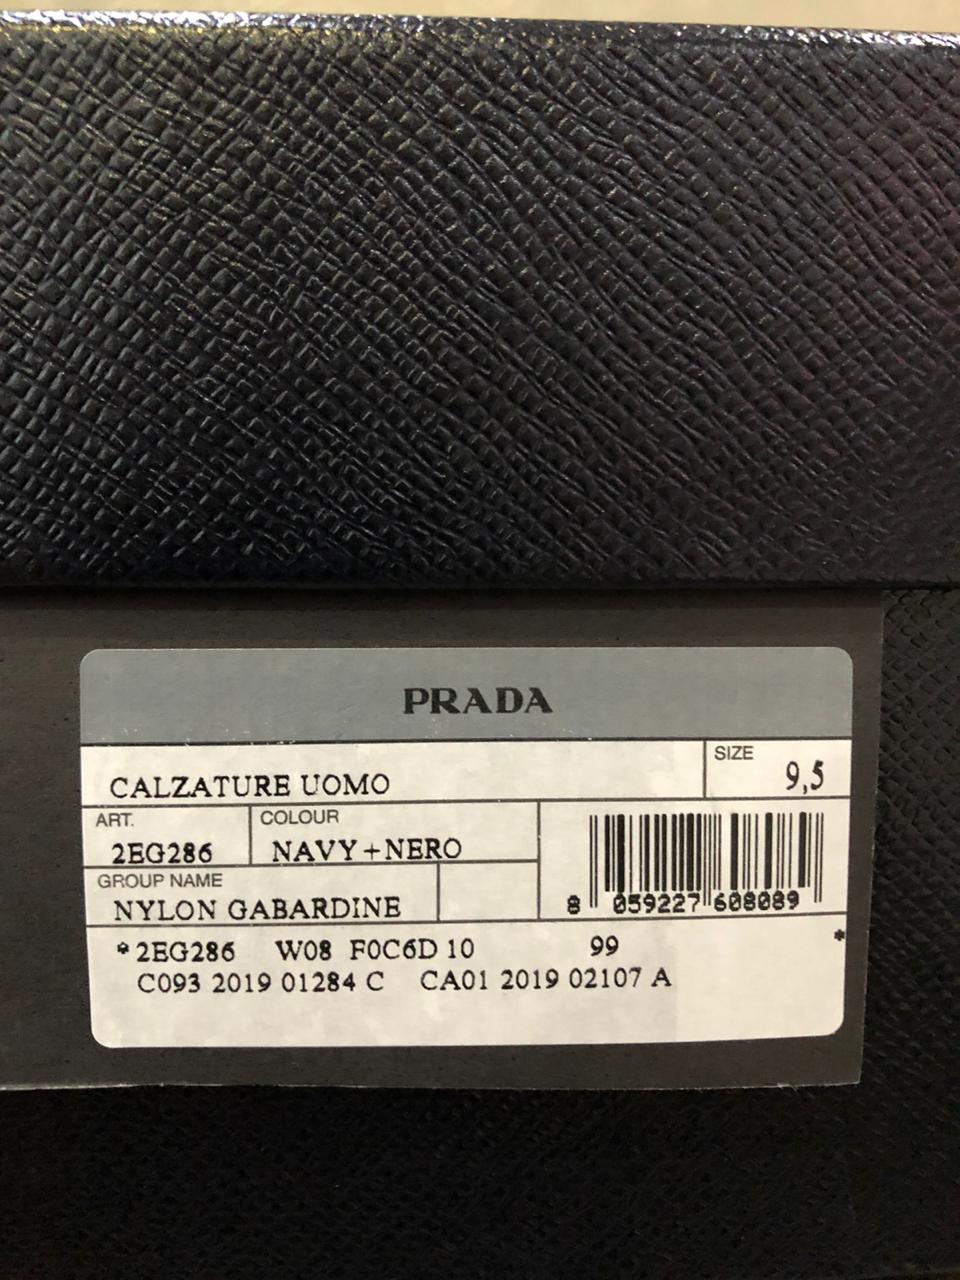 PRADA
CALZATURE UOMO
SIZE
9,5
ART.
2EG286
COLOUR
NAVY+NERO
GROUP NAME
NYLON GABARDINE
8 059227 608089
*2EG286 W08 F0C6D 10 99 *
C093 2019 01284 C CA01 2019 02107 A